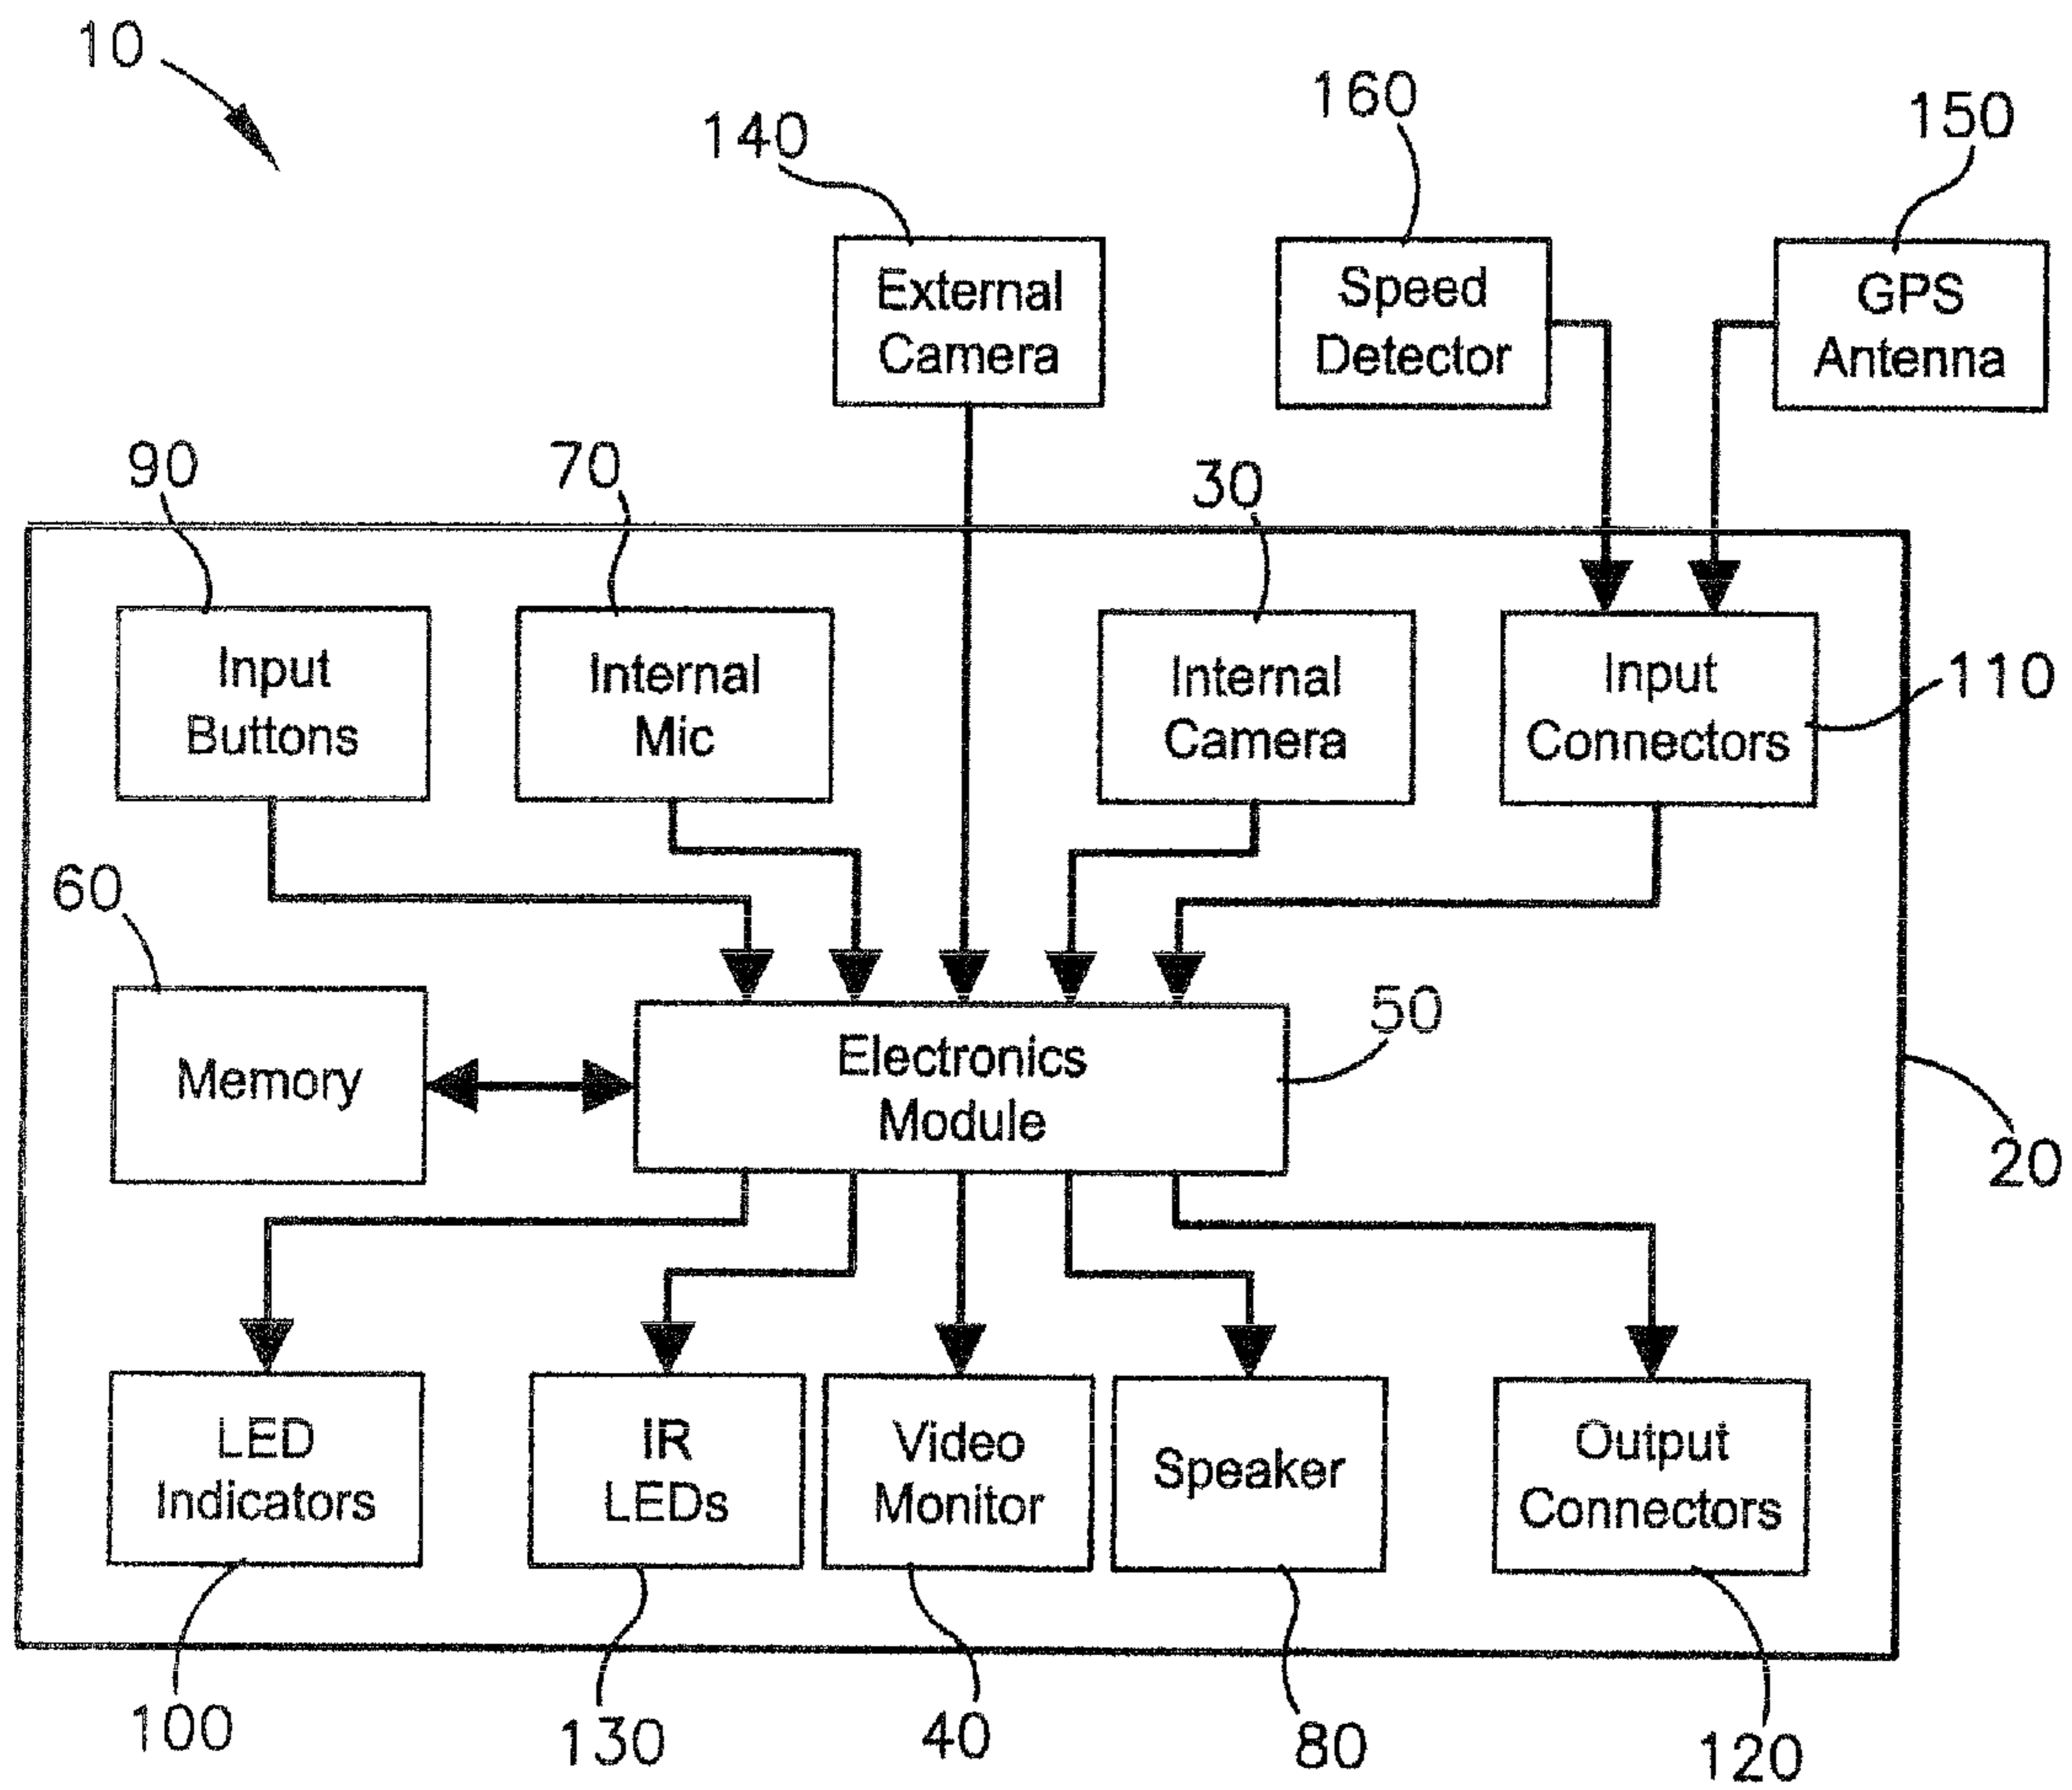 10
140
160
150
External
Camera
Speed
Detector
GPS
Antenna
90
70
30
Input
Buttons
Internal
Mic
Internal
Camera
Input
Connectors
110
60
Memory
Electronics
Module
50
20
LED
Indicators
IR
LEDs
Video
Monitor
Speaker
Output
Connectors
100
130
40
80
120